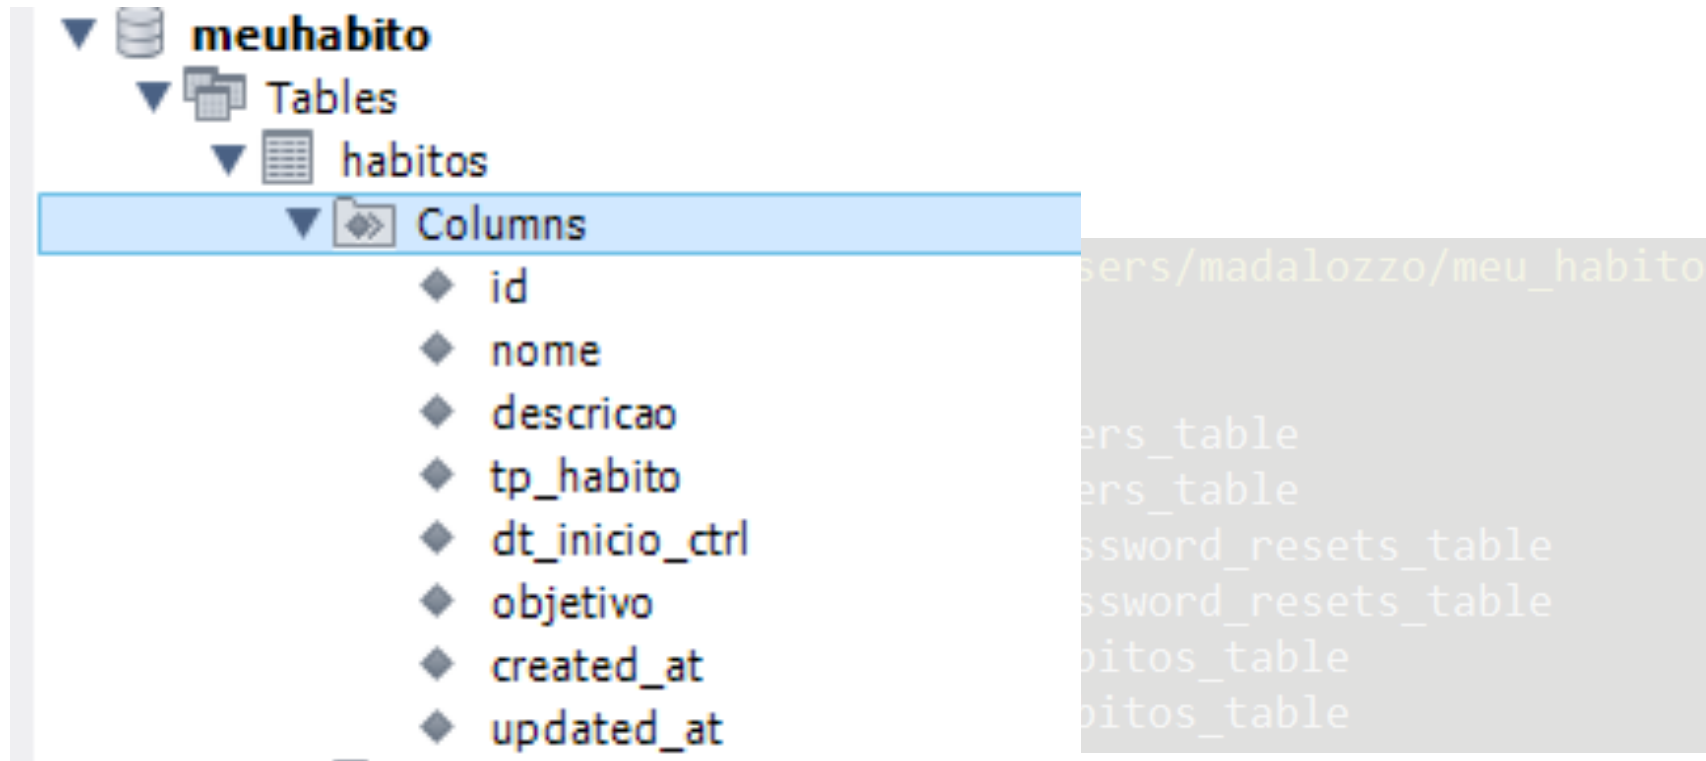 meuhabito
Tables
habitos
Columns
id
nome
descricao
tp_habito
dt_inicio_ctrl
objetivo
created_at
updated_at
sers/madalozzo/meu_habito
ers_table
ers_table
ssword_resets_table
ssword_resets_table
bitos_table
bitos_table